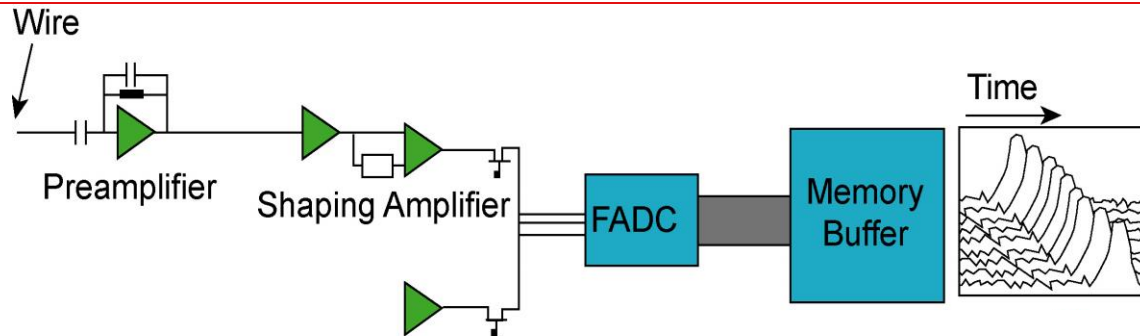 Wire
Preamplifier
Shaping Amplifier
FADC
Memory
Buffer
Time